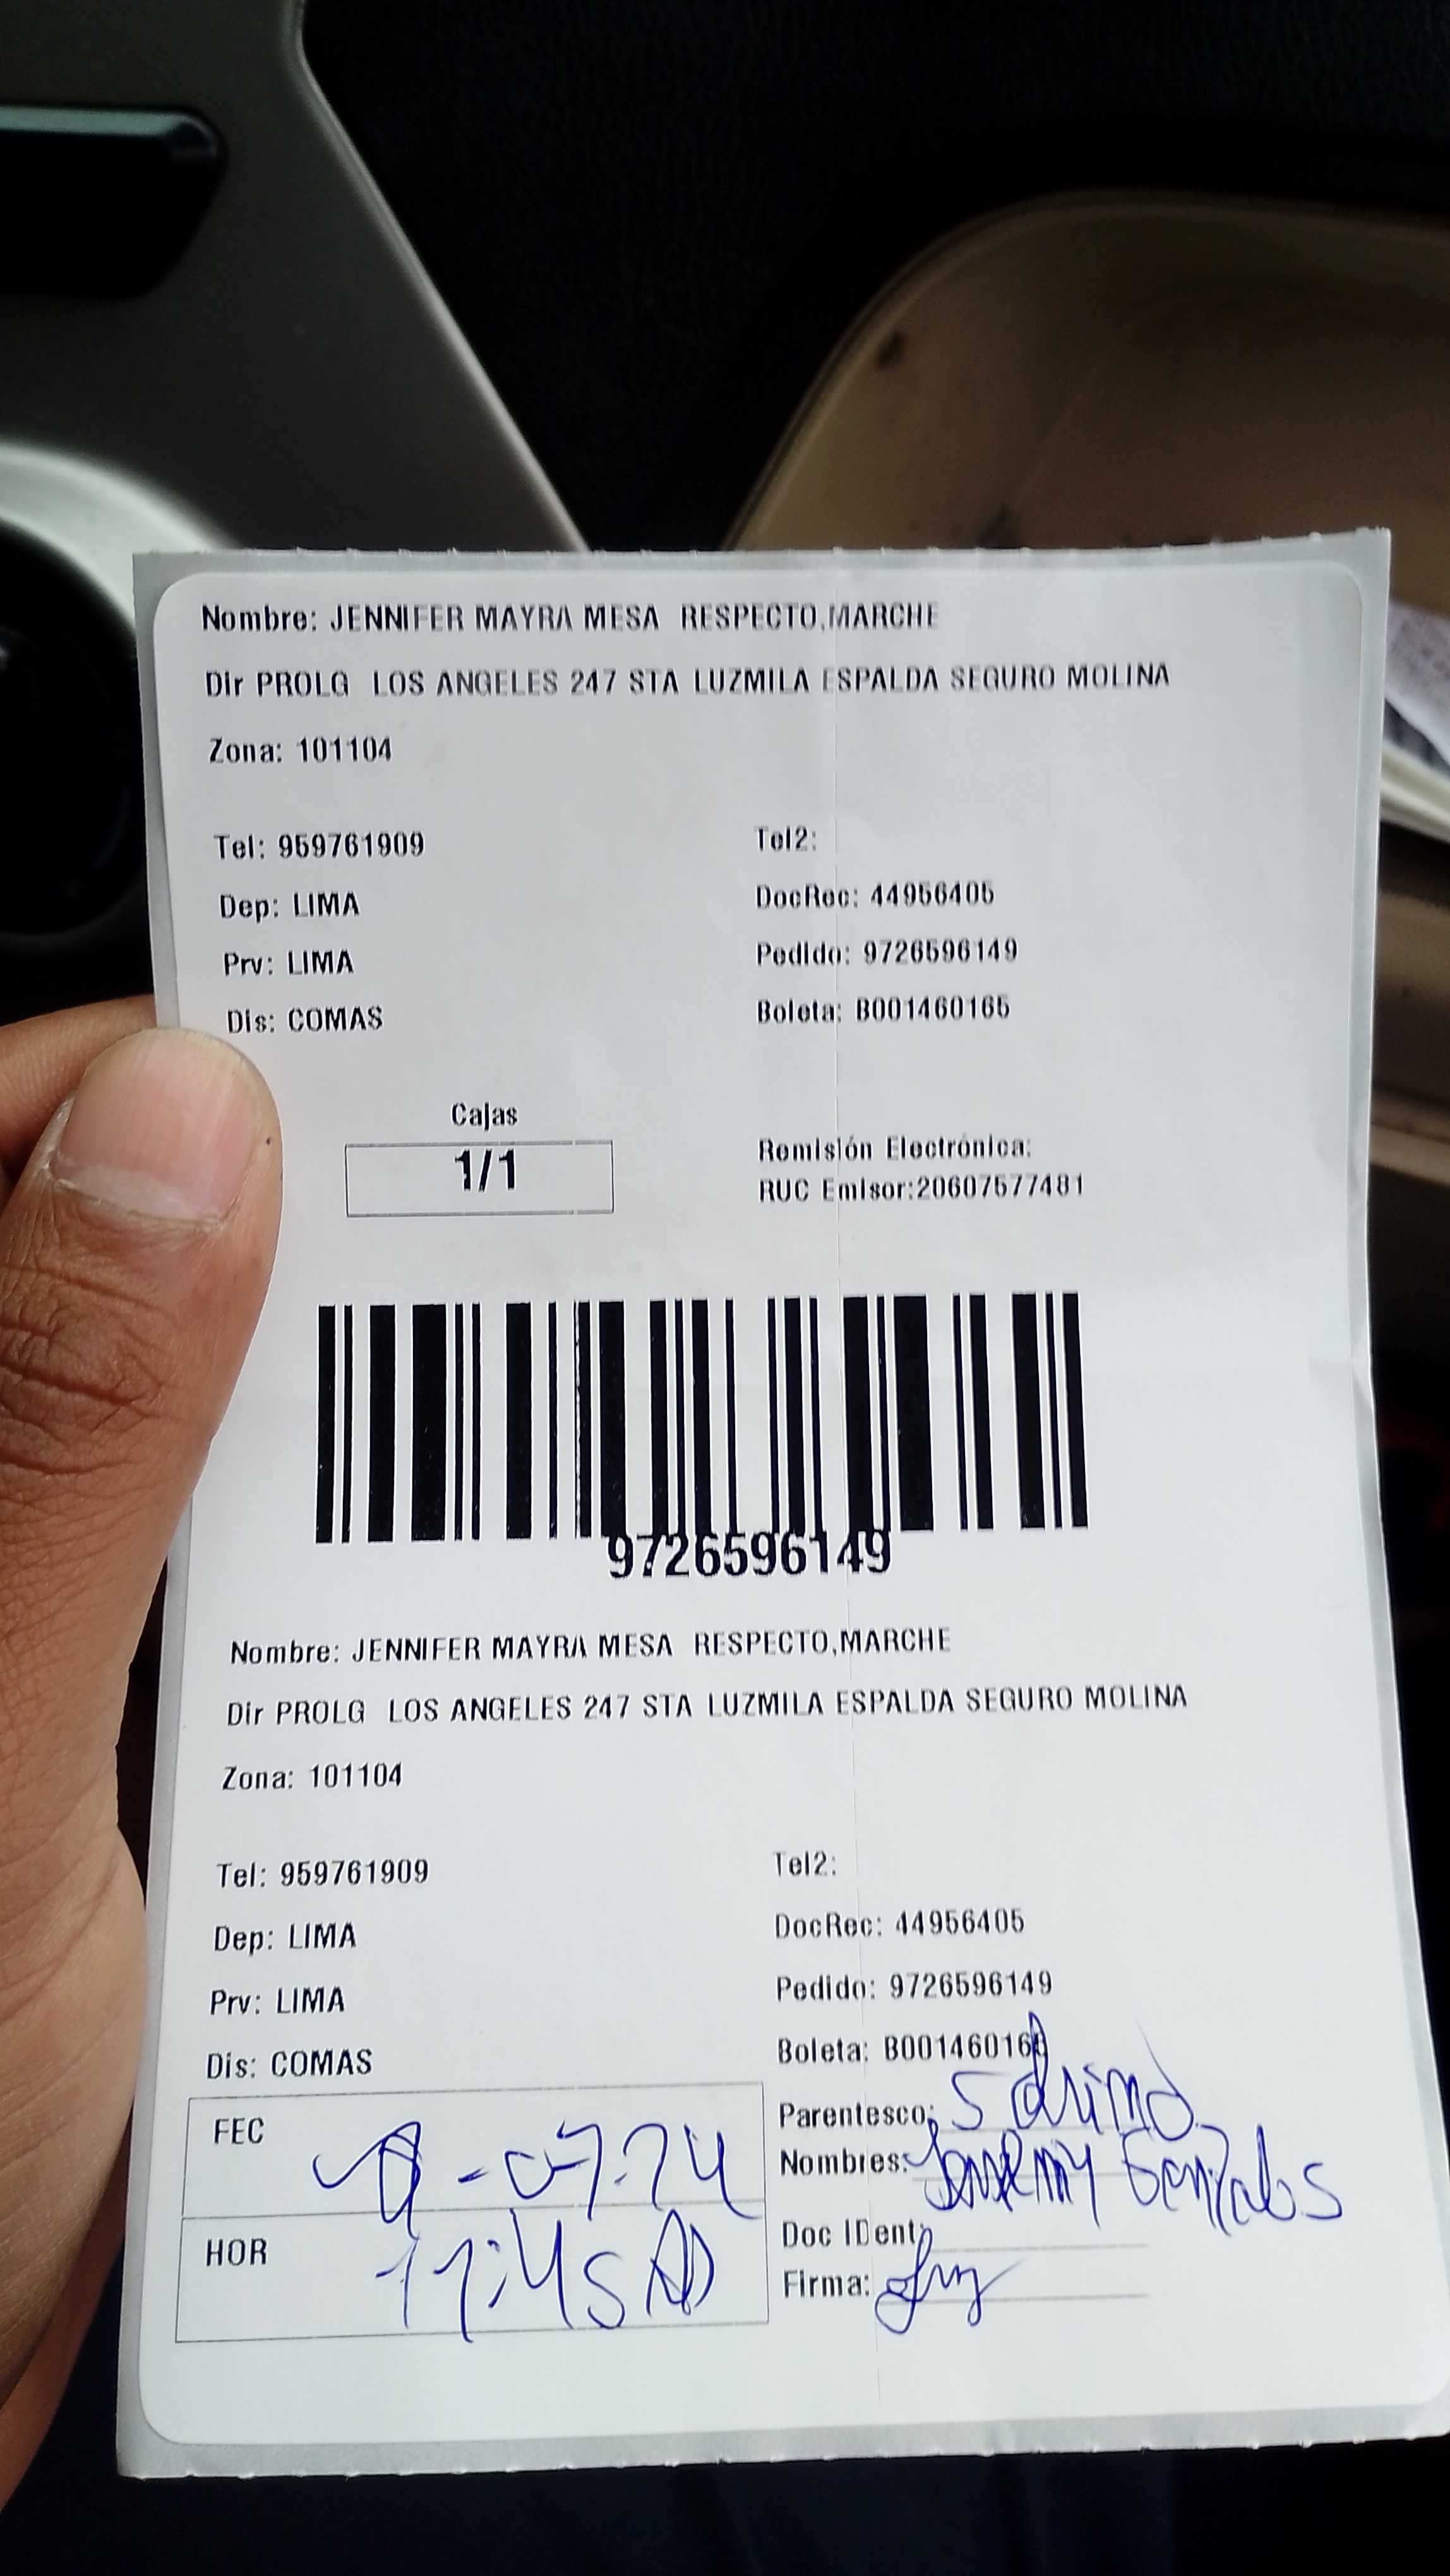 Nombre: JENNIFER MAYRA MESA RESPECTO,MARCHE
Dir PROLG LOS ANGELES 247 STA LUZMILA ESPALDA SEGURO MOLINA
Zona: 101104
Tel: 959761909 Tel2:
Dep: LIMA DocRec: 44956405
Prv: LIMA Pedido: 9726596149
Dis: COMAS Boleta: B001460165
Cajas
1/1
Remisión Electrónica:
RUC Emisor:20607577481
9726596149
Nombre: JENNIFER MAYRA MESA RESPECTO,MARCHE
Dir PROLG LOS ANGELES 247 STA LUZMILA ESPALDA SEGURO MOLINA
Zona: 101104
Tel: 959761909 Tel2:
Dep: LIMA DocRec: 44956405
Prv: LIMA Pedido: 9726596149
Dis: COMAS Boleta: B001460165
FEC Parentesco:
Nombres:
HOR 11:45 Doc IDent:
Firma: